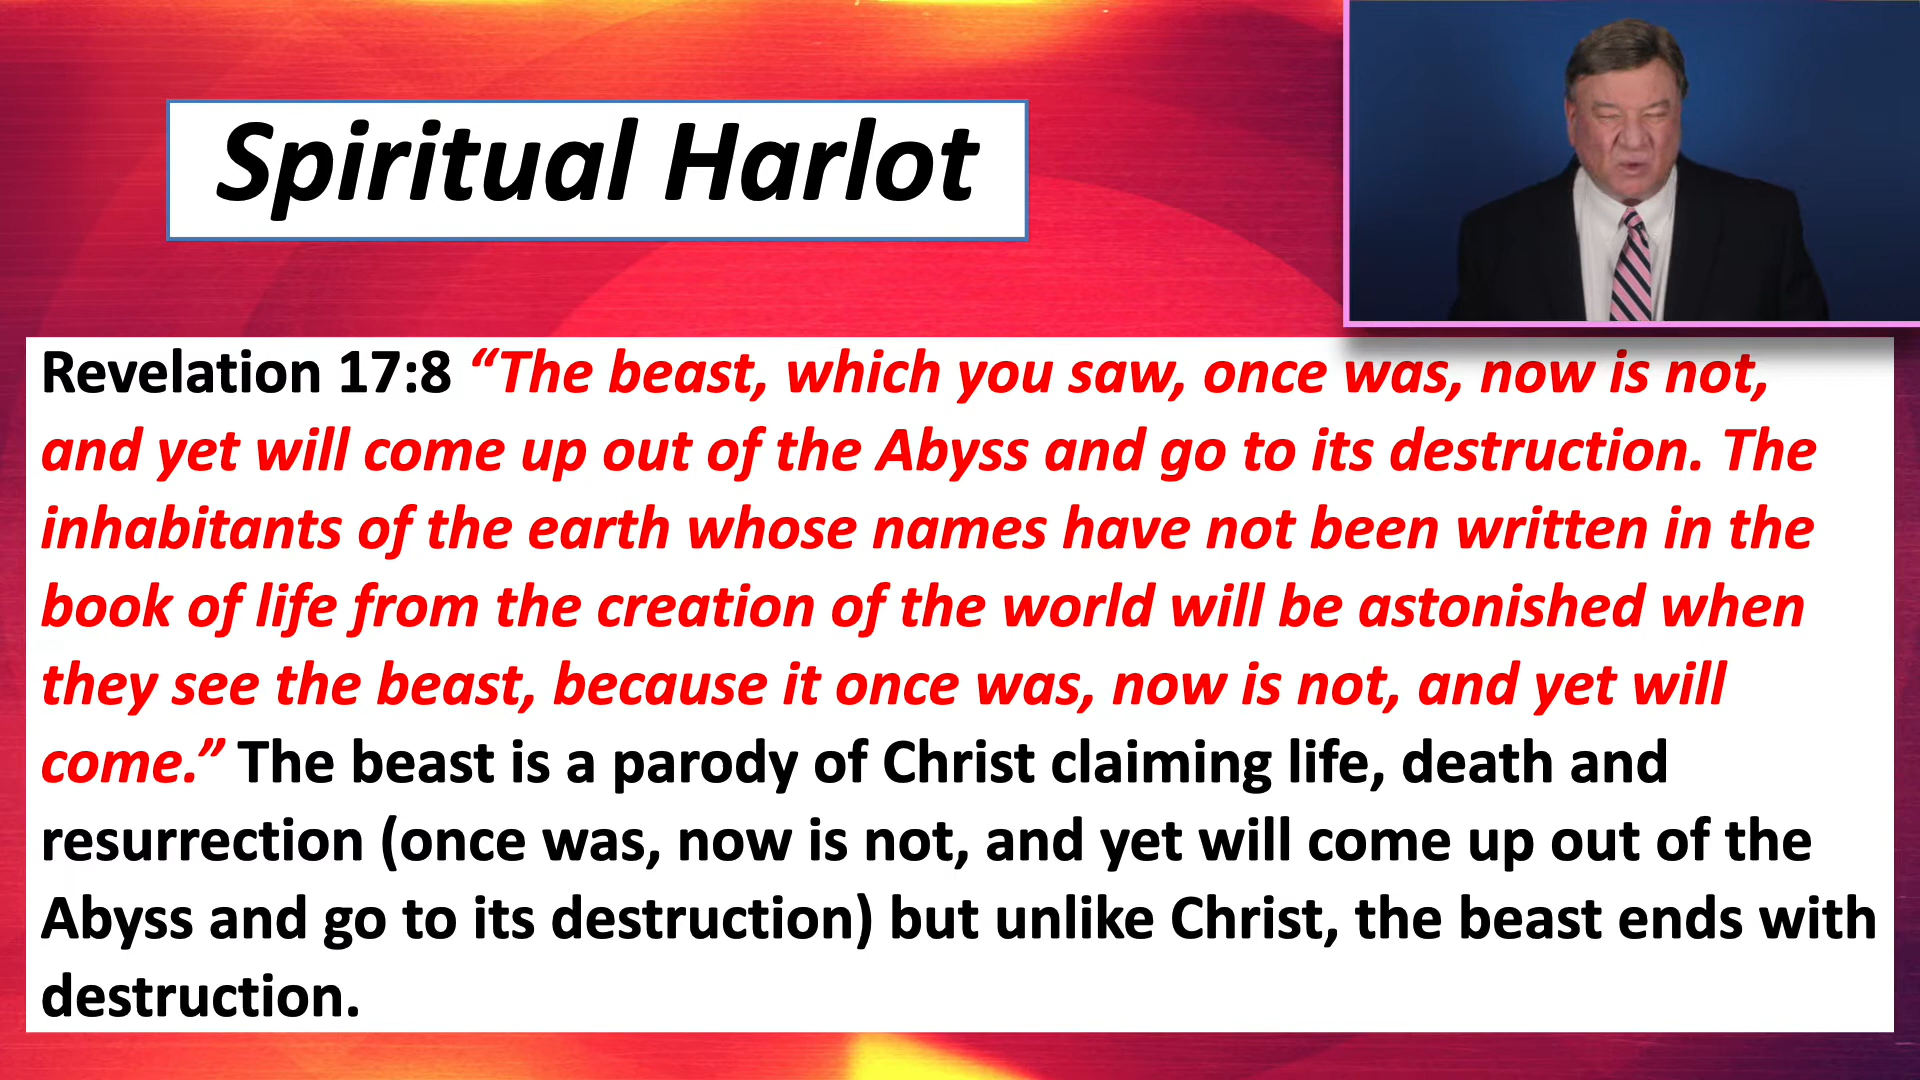 Spiritual Harlot
Revelation 17:8 “The beast, which you saw, once was, now is not,
and yet will come up out of the Abyss and go to its destruction. The
inhabitants of the earth whose names have not been written in the
book of life from the creation of the world will be astonished when
they see the beast, because it once was, now is not, and yet will
come.” The beast is a parody of Christ claiming life, death and
resurrection (once was, now is not, and yet will come up out of the
Abyss and go to its destruction) but unlike Christ, the beast ends with
destruction.